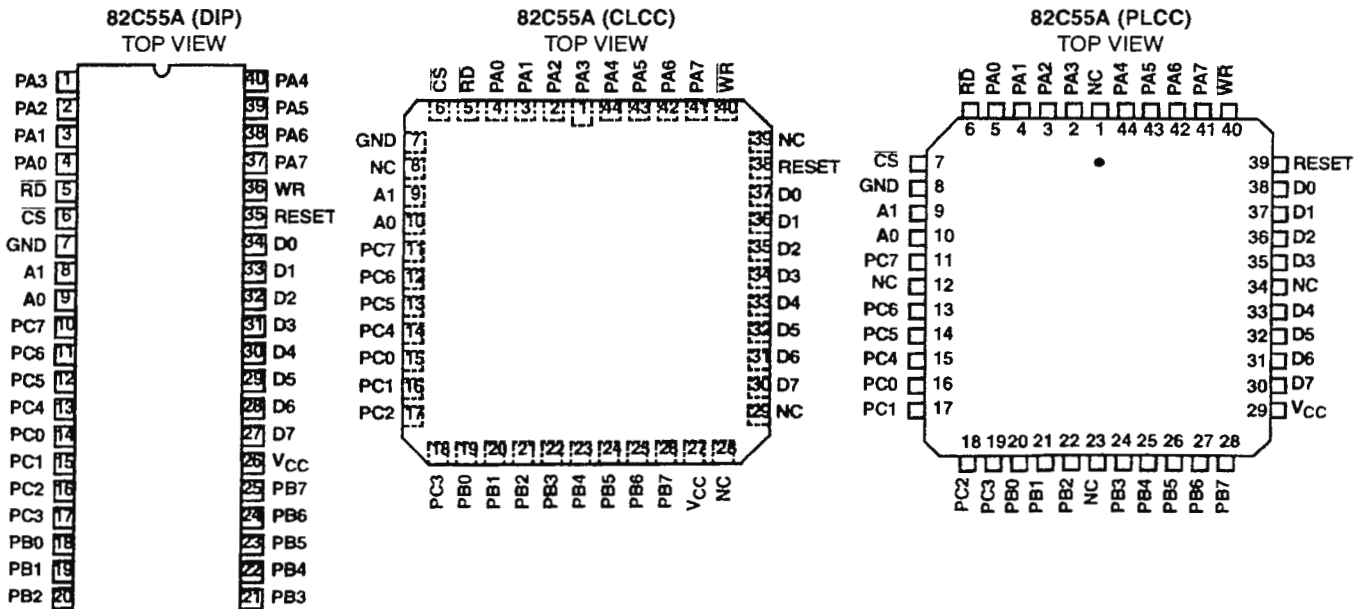 82C55A (DIP)
TOP VIEW
PA3 1 40 PA4
PA2 2 39 PA5
PA1 3 38 PA6
PA0 4 37 PA7
RD 5 36 WR
CS 6 35 RESET
GND 7 34 D0
A1 8 33 D1
A0 9 32 D2
PC7 10 31 D3
PC6 11 30 D4
PC5 12 29 D5
PC4 13 28 D6
PC0 14 27 D7
PC1 15 26 VCC
PC2 16 25 PB7
PC3 17 24 PB6
PB0 18 23 PB5
PB1 19 22 PB4
PB2 20 21 PB3
82C55A (CLCC)
TOP VIEW
CS RD PA0 PA1 PA2 PA3 PA4 PA5 PA6 PA7 WR
6 5 4 3 2 1 44 43 42 41 40
GND 7 39 NC
NC 8 38 RESET
A1 9 37 D0
A0 10 36 D1
PC7 11 35 D2
PC6 12 34 D3
PC5 13 33 D4
PC4 14 32 D5
PC0 15 31 D6
PC1 16 30 D7
PC2 17 29 NC
18 19 20 21 22 23 24 25 26 27 28
PC3 PB0 PB1 PB2 PB3 PB4 PB5 PB6 PB7 VCC NC
82C55A (PLCC)
TOP VIEW
RD PA0 PA1 PA2 PA3 NC PA4 PA5 PA6 PA7 WR
6 5 4 3 2 1 44 43 42 41 40
CS 7 39 RESET
GND 8 38 D0
A1 9 37 D1
A0 10 36 D2
PC7 11 35 D3
NC 12 34 NC
PC6 13 33 D4
PC5 14 32 D5
PC4 15 31 D6
PC0 16 30 D7
PC1 17 29 VCC
18 19 20 21 22 23 24 25 26 27 28
PC2 PC3 PB0 PB1 PB2 NC PB3 PB4 PB5 PB6 PB7